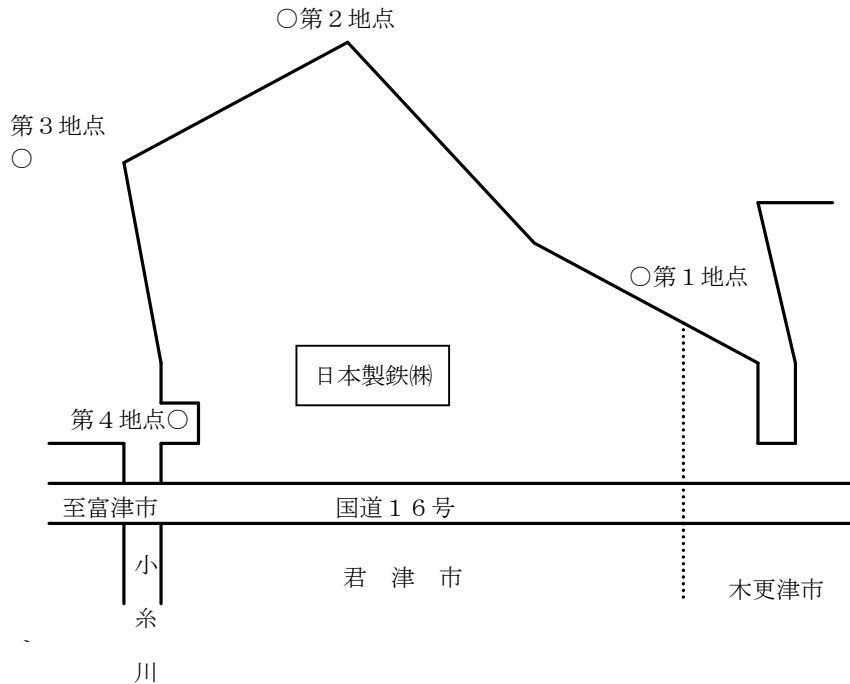 ○第２地点
第３地点
○
○第１地点
日本製鉄㈱
第４地点○
至富津市
国道１６号
小糸川
君津市
木更津市